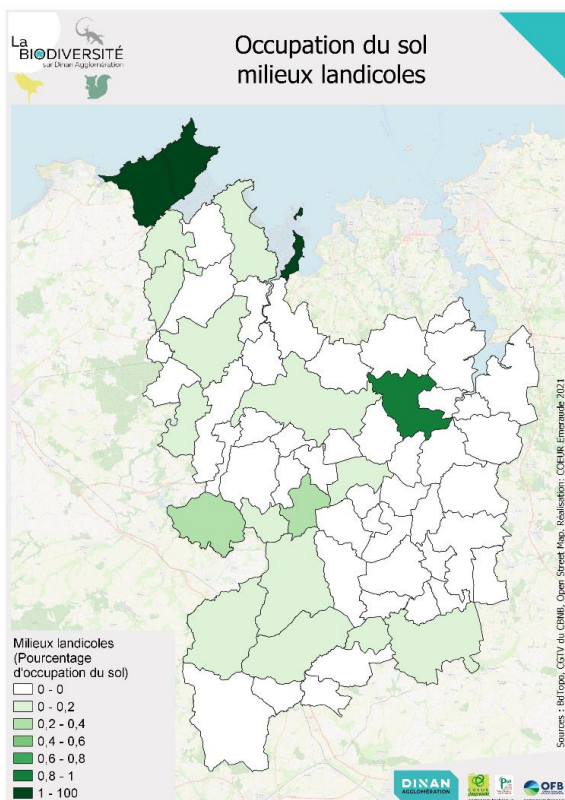 La
BIODIVERSITÉ
sur Dinan Agglomération
Occupation du sol
milieux landicoles
Milieux landicoles
(Pourcentage
d'occupation du sol)
0 - 0
0 - 0,2
0,2 - 0,4
0,4 - 0,6
0,6 - 0,8
0,8 - 1
1 - 100
Sources : BdTopo, CGTV du CBNB, Open Street Map, Réalisation: COEUR Emeraude 2021
DINAN
AGGLOMÉRATION
COEUR
OFB